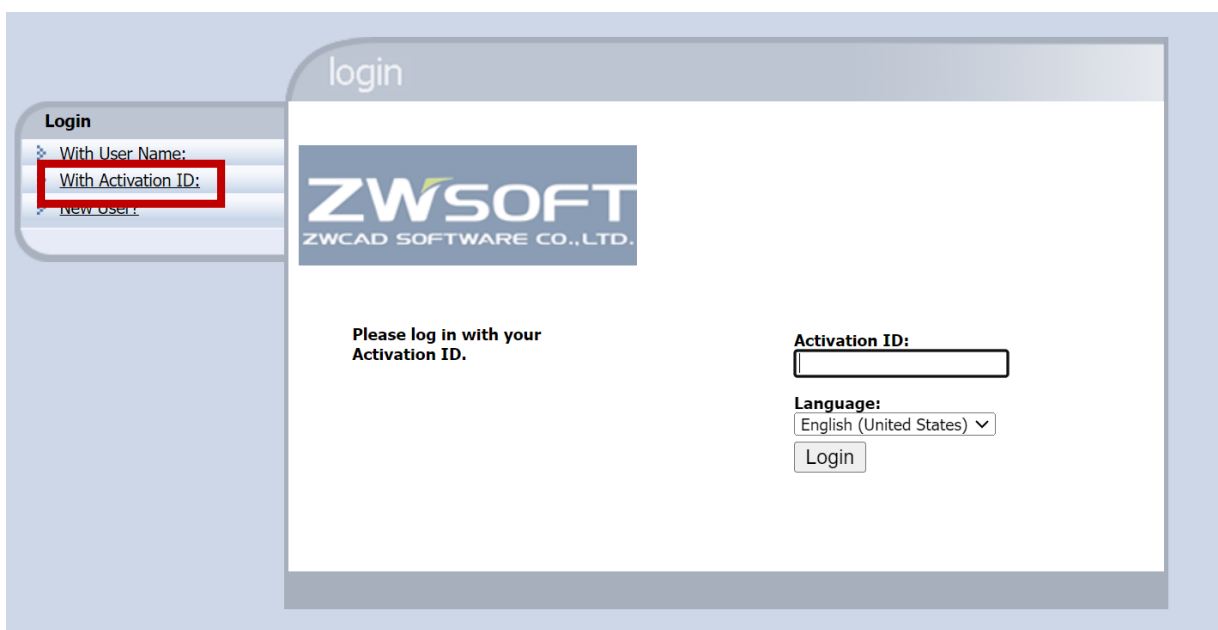 login
Login
With User Name:
With Activation ID:
New User?
ZWSOFT
ZWCAD SOFTWARE CO.,LTD.
Please log in with your
Activation ID.
Activation ID:
Language:
English (United States)
Login